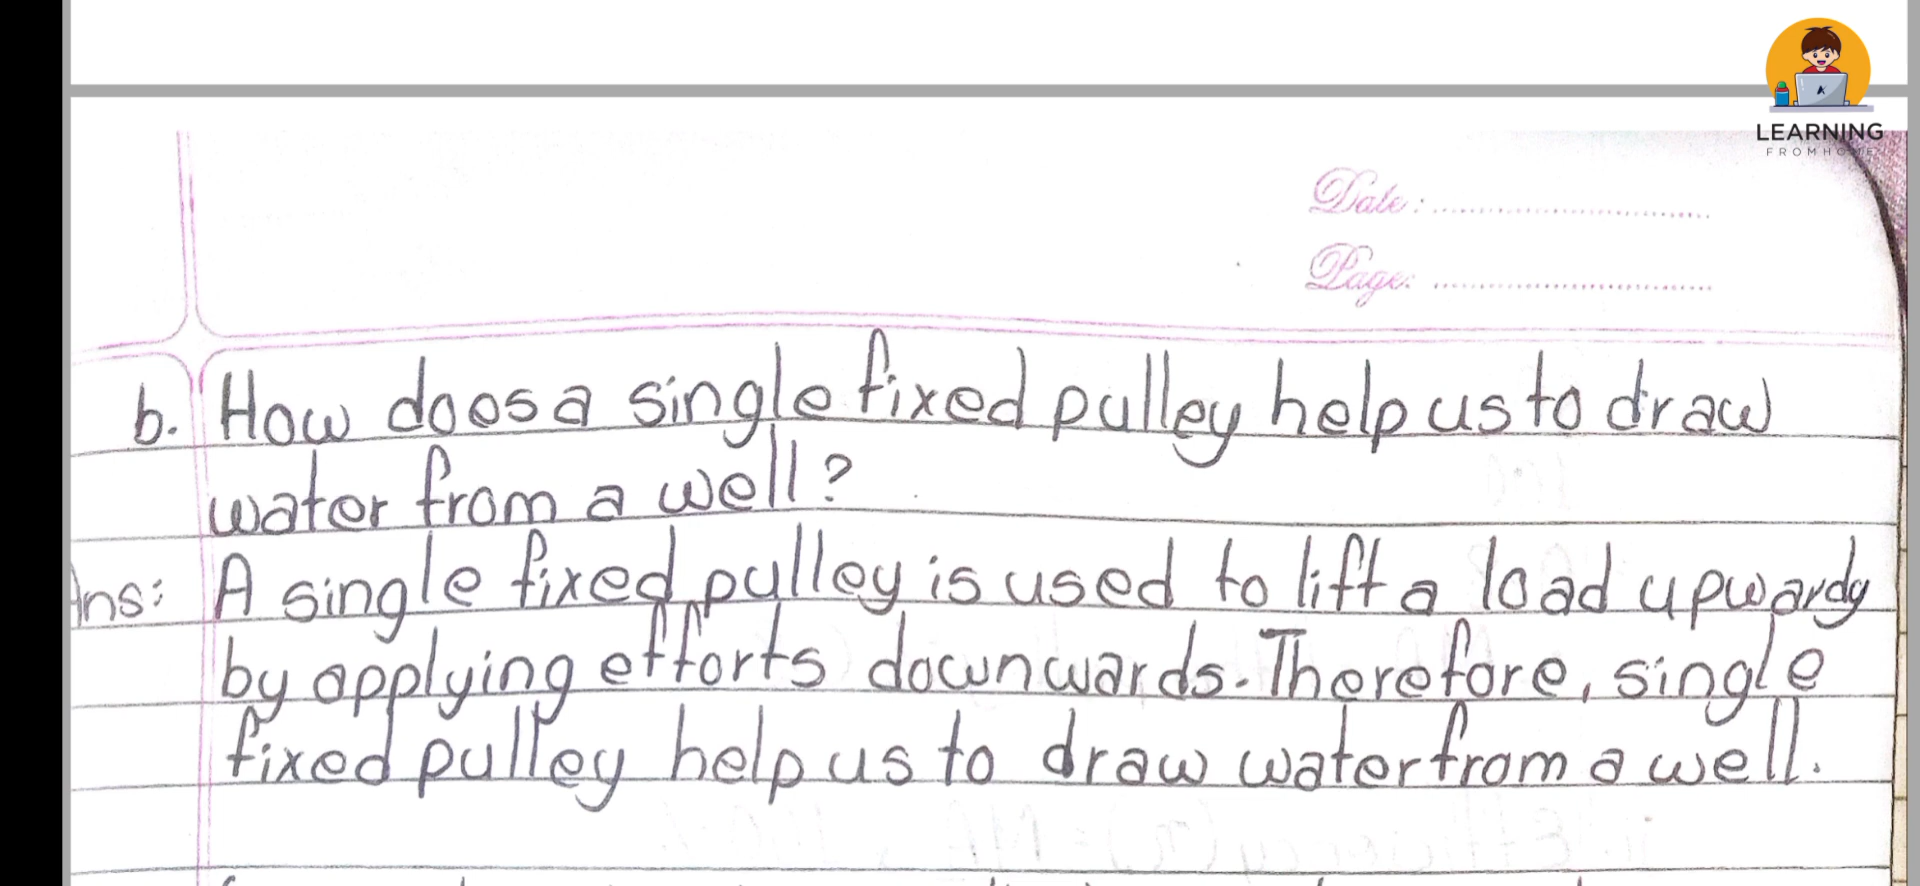 LEARNING
FROM HOME
Date:
Page:
b. How does a single fixed pulley help us to draw
water from a well?
Ans: A single fixed pulley is used to lift a load upwardy
by applying efforts downwards. Therefore, single
fixed pulley help us to draw water from a well.